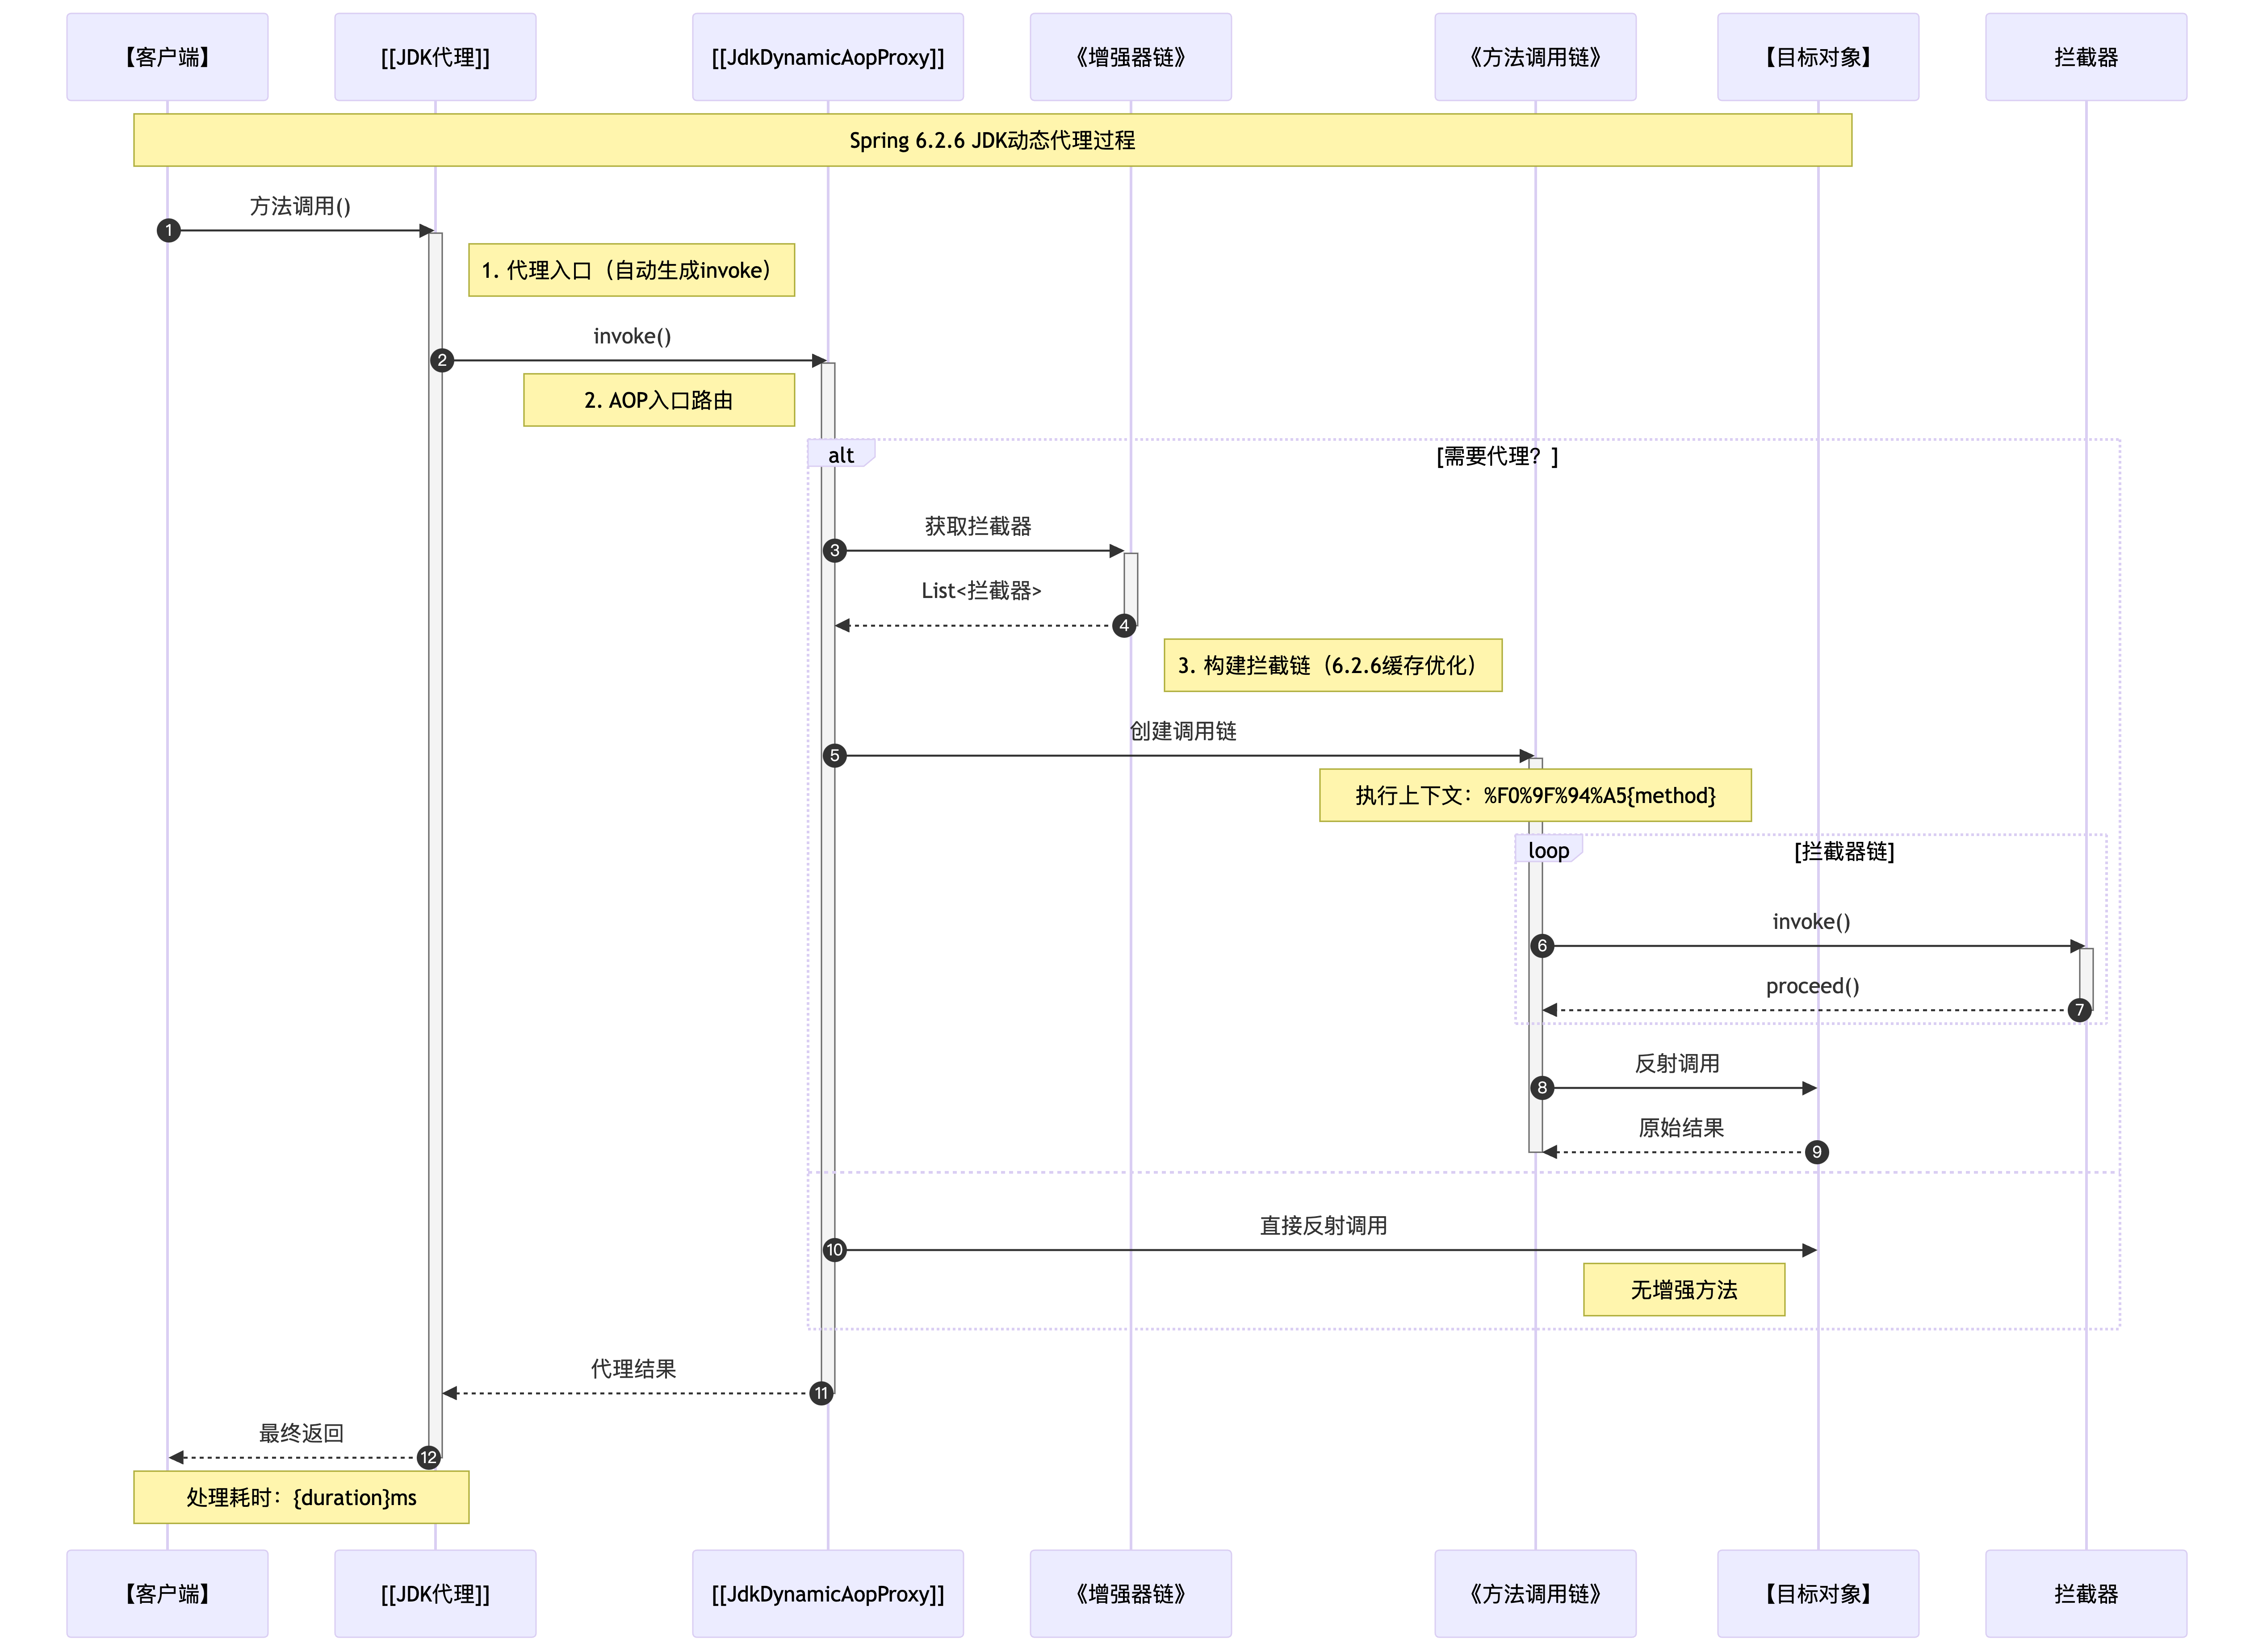 【客户端】
[[JDK代理]]
[[JdkDynamicAopProxy]]
《增强器链》
《方法调用链》
【目标对象】
拦截器
Spring 6.2.6 JDK动态代理过程
方法调用()
1
1. 代理入口（自动生成invoke）
invoke()
2
2. AOP入口路由
alt
[需要代理？]
获取拦截器
3
List<拦截器>
4
3. 构建拦截链（6.2.6缓存优化）
创建调用链
5
执行上下文：%F0%9F%94%A5{method}
loop
[拦截器链]
invoke()
6
proceed()
7
反射调用
8
原始结果
9
直接反射调用
10
无增强方法
代理结果
11
最终返回
12
处理耗时：{duration}ms
【客户端】
[[JDK代理]]
[[JdkDynamicAopProxy]]
《增强器链》
《方法调用链》
【目标对象】
拦截器